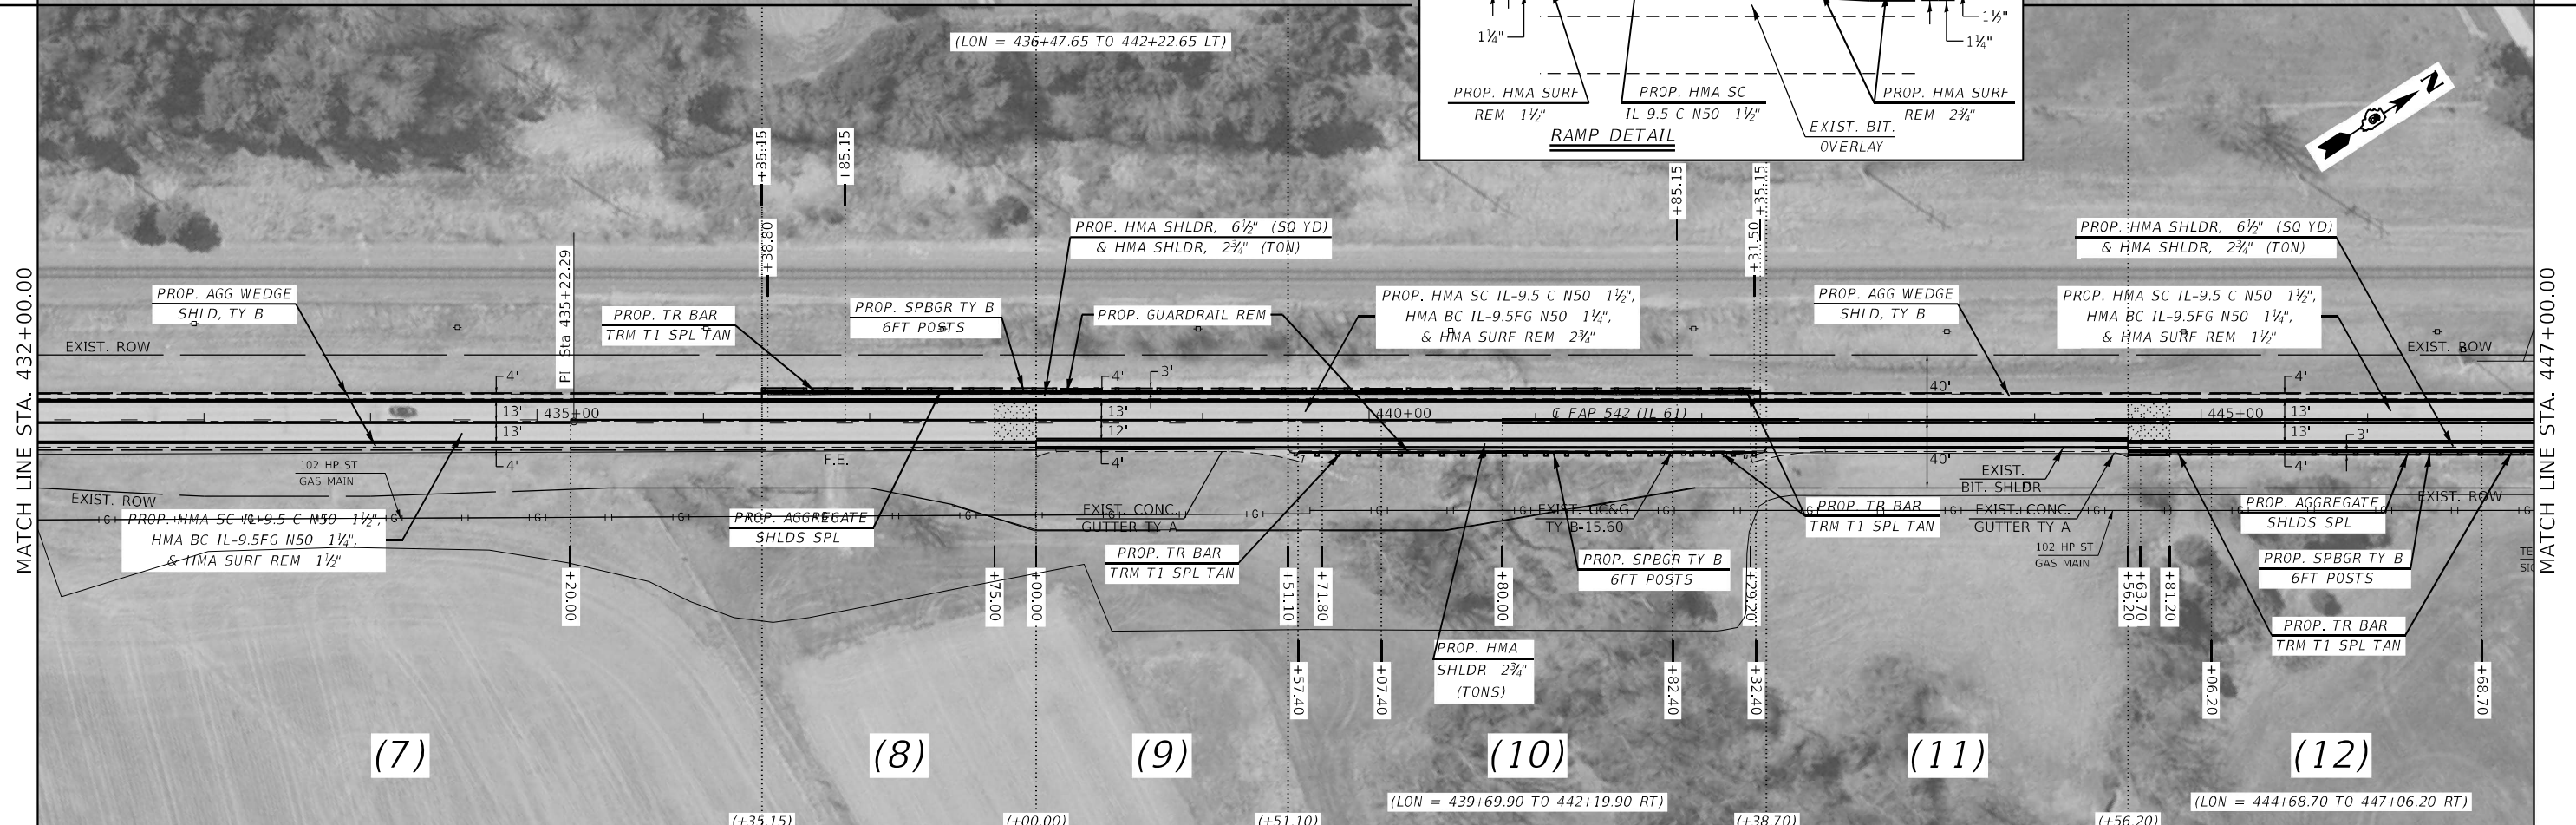 (LON = 436+47.65 TO 442+22.65 LT)
1½"
1¼"
1¼"
PROP. HMA SURF
REM 1½"
PROP. HMA SC
IL-9.5 C N50 1½"
PROP. HMA SURF
REM 2¾"
EXIST. BIT.
OVERLAY
RAMP DETAIL
N
+35.15
+85.15
+38.80
+85.15
+35.15
+31.50
PI Sta 435+22.29
PROP. HMA SHLDR, 6½" (SQ YD)
& HMA SHLDR, 2¾" (TON)
PROP. HMA SHLDR, 6½" (SQ YD)
& HMA SHLDR, 2¾" (TON)
MATCH LINE STA. 432+00.00
MATCH LINE STA. 447+00.00
PROP. AGG WEDGE
SHLD, TY B
PROP. TR BAR
TRM T1 SPL TAN
PROP. SPBGR TY B
6FT POSTS
PROP. GUARDRAIL REM
PROP. HMA SC IL-9.5 C N50 1½",
HMA BC IL-9.5FG N50 1¼",
& HMA SURF REM 2¾"
PROP. AGG WEDGE
SHLD, TY B
PROP. HMA SC IL-9.5 C N50 1½",
HMA BC IL-9.5FG N50 1¼",
& HMA SURF REM 1½"
EXIST. ROW
EXIST. ROW
4'
4'
3'
40'
4'
13'
435+00
13'
440+00
℄ FAP 542 (IL 61)
445+00
13'
13'
12'
13'
3'
4'
F.E.
4'
40'
4'
102 HP ST
GAS MAIN
EXIST. ROW
EXIST.
BIT. SHLDR
EXIST. ROW
PROP. HMA SC IL-9.5 C N50 1½",
HMA BC IL-9.5FG N50 1¼",
& HMA SURF REM 1½"
G
G
G
G
G
G
G
G
G
G
PROP. AGGREGATE
SHLDS SPL
EXIST. CONC.
GUTTER TY A
EXIST. CC&G
TY B-15.60
PROP. TR BAR
TRM T1 SPL TAN
EXIST. CONC.
GUTTER TY A
PROP. AGGREGATE
SHLDS SPL
PROP. TR BAR
TRM T1 SPL TAN
PROP. SPBGR TY B
6FT POSTS
102 HP ST
GAS MAIN
PROP. SPBGR TY B
6FT POSTS
+20.00
+75.00
+00.00
+51.10
+71.80
+80.00
+29.20
+56.20
+63.70
+81.20
PROP. TR BAR
TRM T1 SPL TAN
PROP. HMA
SHLDR 2¾"
(TONS)
+57.40
+07.40
+82.40
+32.40
+06.20
+68.70
(7)
(8)
(9)
(10)
(11)
(12)
(LON = 439+69.90 TO 442+19.90 RT)
(LON = 444+68.70 TO 447+06.20 RT)
(+35.15)
(+00.00)
(+51.10)
(+38.70)
(+56.20)